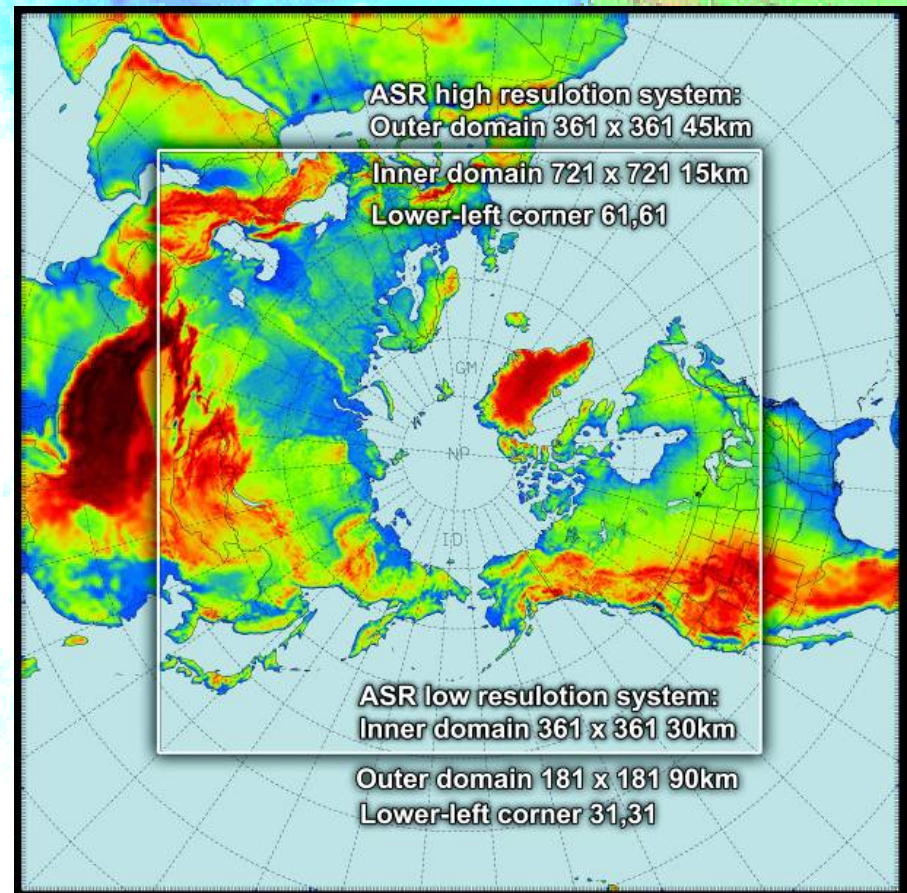 ASR high resulotion system:
Outer domain 361 x 361 45km
Inner domain 721 x 721 15km
Lower-left corner 61,61
GM
NP
ID
ASR low resulotion system:
Inner domain 361 x 361 30km
Outer domain 181 x 181 90km
Lower-left corner 31,31